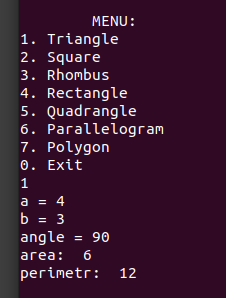 MENU:
1. Triangle
2. Square
3. Rhombus
4. Rectangle
5. Quadrangle
6. Parallelogram
7. Polygon
0. Exit
1
a = 4
b = 3
angle = 90
area:  6
perimetr:  12